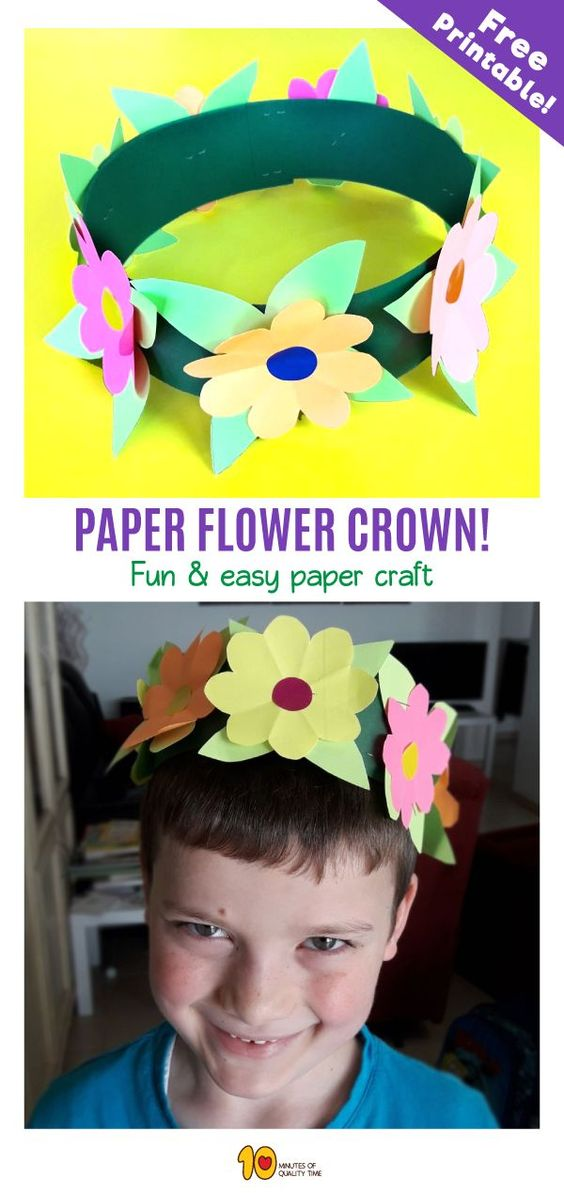 Free
Printable!
PAPER FLOWER CROWN!
Fun & easy paper craft
10
MINUTES OF
QUALITY TIME